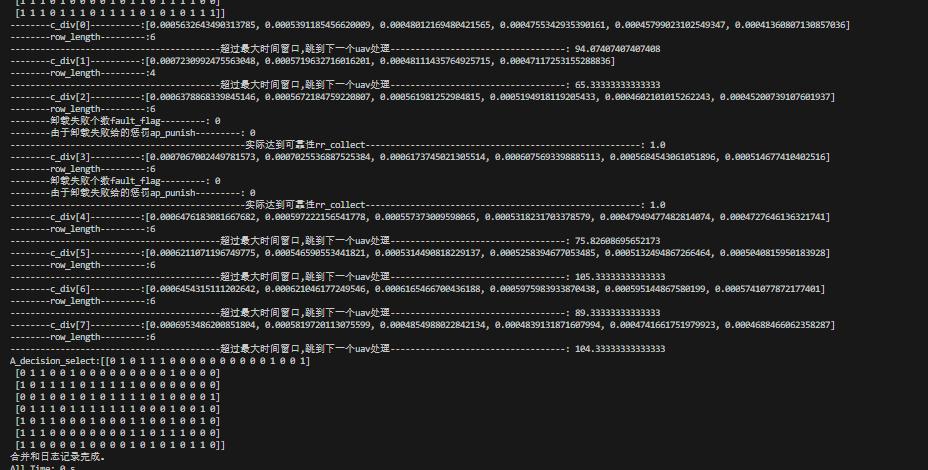 [1 1 1 0 1 1 1 0 1 1 1 1 0 1 0 1 0 1 1 1]]
--------c_div[0]----------:[0.0005632643490313785, 0.0005391185456620009, 0.00048012169480421565, 0.0004755342935390161, 0.00045799023102549347, 0.00041360807130857036]
--------row_length--------:6
------------------------------------------超过最大时间窗口,跳到下一个uav处理-----------------------------------: 94.07407407407408
--------c_div[1]----------:[0.0007230992475563048, 0.0005719632716016201, 0.00048111435764925715, 0.00047117253155288836]
--------row_length--------:4
------------------------------------------超过最大时间窗口,跳到下一个uav处理-----------------------------------: 65.33333333333333
--------c_div[2]----------:[0.0006378868339845146, 0.0005672184759220807, 0.000561981252984815, 0.0005194918119205433, 0.0004602101015262243, 0.00045200739107601937]
--------row_length--------:6
--------卸载失败个数fault_flag---------: 0
--------由于卸载失败给的惩罚ap_punish---------: 0
-----------------------------------------------实际达到可靠性rr_collect-------------------------------------------------------: 1.0
--------c_div[3]----------:[0.0007067002449781573, 0.0007025536887525384, 0.0006173745021305514, 0.0006075693398885113, 0.0005684543061051896, 0.000514677410402516]
--------row_length--------:6
--------卸载失败个数fault_flag---------: 0
--------由于卸载失败给的惩罚ap_punish---------: 0
-----------------------------------------------实际达到可靠性rr_collect-------------------------------------------------------: 1.0
--------c_div[4]----------:[0.0006476183081667682, 0.00059722215654177​8, 0.000557373009598065, 0.0005318231703378579, 0.00047949477482814074, 0.0004727646136321741]
--------row_length--------:6
------------------------------------------超过最大时间窗口,跳到下一个uav处理-----------------------------------: 75.82608695652173
--------c_div[5]----------:[0.0006211071196749775, 0.000546590553441821, 0.0005314490818229137, 0.0005258394677053485, 0.0005132494867266464, 0.0005040815950183928]
--------row_length--------:6
------------------------------------------超过最大时间窗口,跳到下一个uav处理-----------------------------------: 105.33333333333333
--------c_div[6]----------:[0.0006454315111202642, 0.000621046177249546, 0.0006165466700436188, 0.0005975983933870438, 0.000595144867580199, 0.0005741077872177401]
--------row_length--------:6
------------------------------------------超过最大时间窗口,跳到下一个uav处理-----------------------------------: 89.33333333333333
--------c_div[7]----------:[0.0006953486200851804, 0.0005819720113075599, 0.0004854988022842134, 0.0004839131871607994, 0.0004741661751979923, 0.0004688466062358287]
--------row_length--------:6
------------------------------------------超过最大时间窗口,跳到下一个uav处理-----------------------------------: 104.33333333333333
A_decision_select:[[0 1 0 1 1 1 0 0 0 0 0 0 0 0 0 0 1 0 0 1]
[0 1 1 0 0 1 0 0 0 0 0 0 0 0 0 1 0 0 0 0]
[1 0 1 1 1 1 0 1 1 1 1 1 0 0 0 0 0 0 0 0]
[0 0 1 0 0 1 0 1 0 1 1 1 1 0 1 0 0 0 0 1]
[0 1 1 1 0 1 1 1 1 1 1 1 0 0 0 1 0 0 1 0]
[1 0 1 1 0 0 0 1 0 0 0 1 1 0 0 1 0 0 1 0]
[1 1 1 0 0 0 0 0 0 0 0 1 1 0 1 1 1 0 0 0]
[1 1 0 0 0 0 1 0 0 0 0 1 0 1 0 1 0 1 1 0]]
合并和日志记录完成。
All Time: 0 s